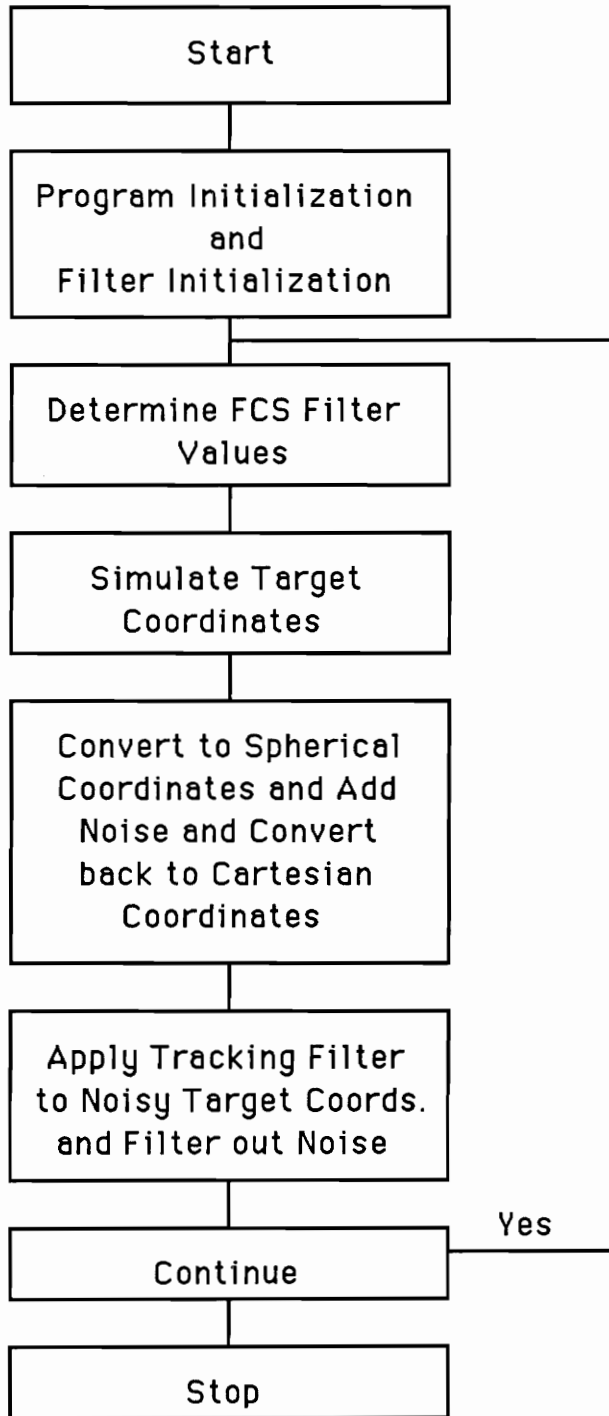 Start
Program Initialization
and
Filter Initialization
Determine FCS Filter
Values
Simulate Target
Coordinates
Convert to Spherical
Coordinates and Add
Noise and Convert
back to Cartesian
Coordinates
Apply Tracking Filter
to Noisy Target Coords.
and Filter out Noise
Yes
Continue
Stop